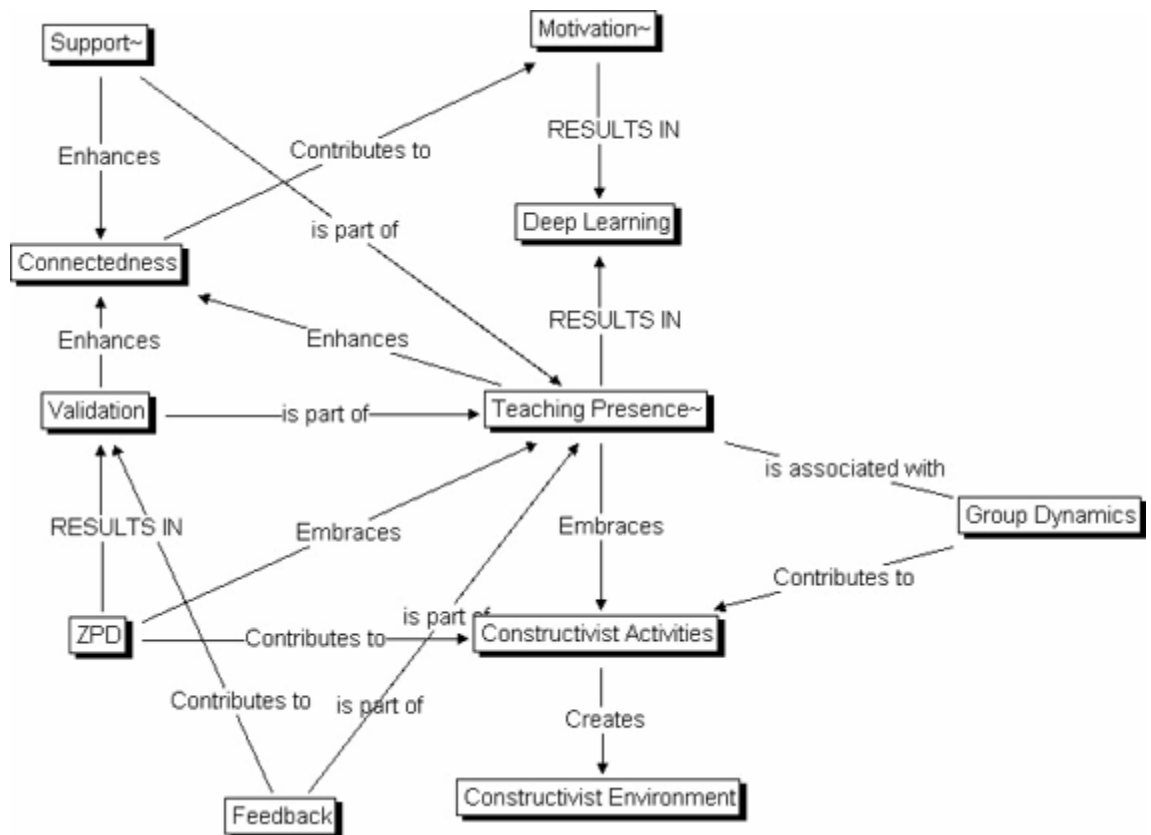 Support~
Motivation~
RESULTS IN
Contributes to
Enhances
Deep Learning
is part of
Connectedness
RESULTS IN
Enhances
Enhances
Validation
is part of
Teaching Presence~
is associated with
Group Dynamics
RESULTS IN
Embraces
Embraces
Contributes to
is part of
ZPD
Contributes to
Constructivist Activities
Contributes to
is part of
Creates
Constructivist Environment
Feedback